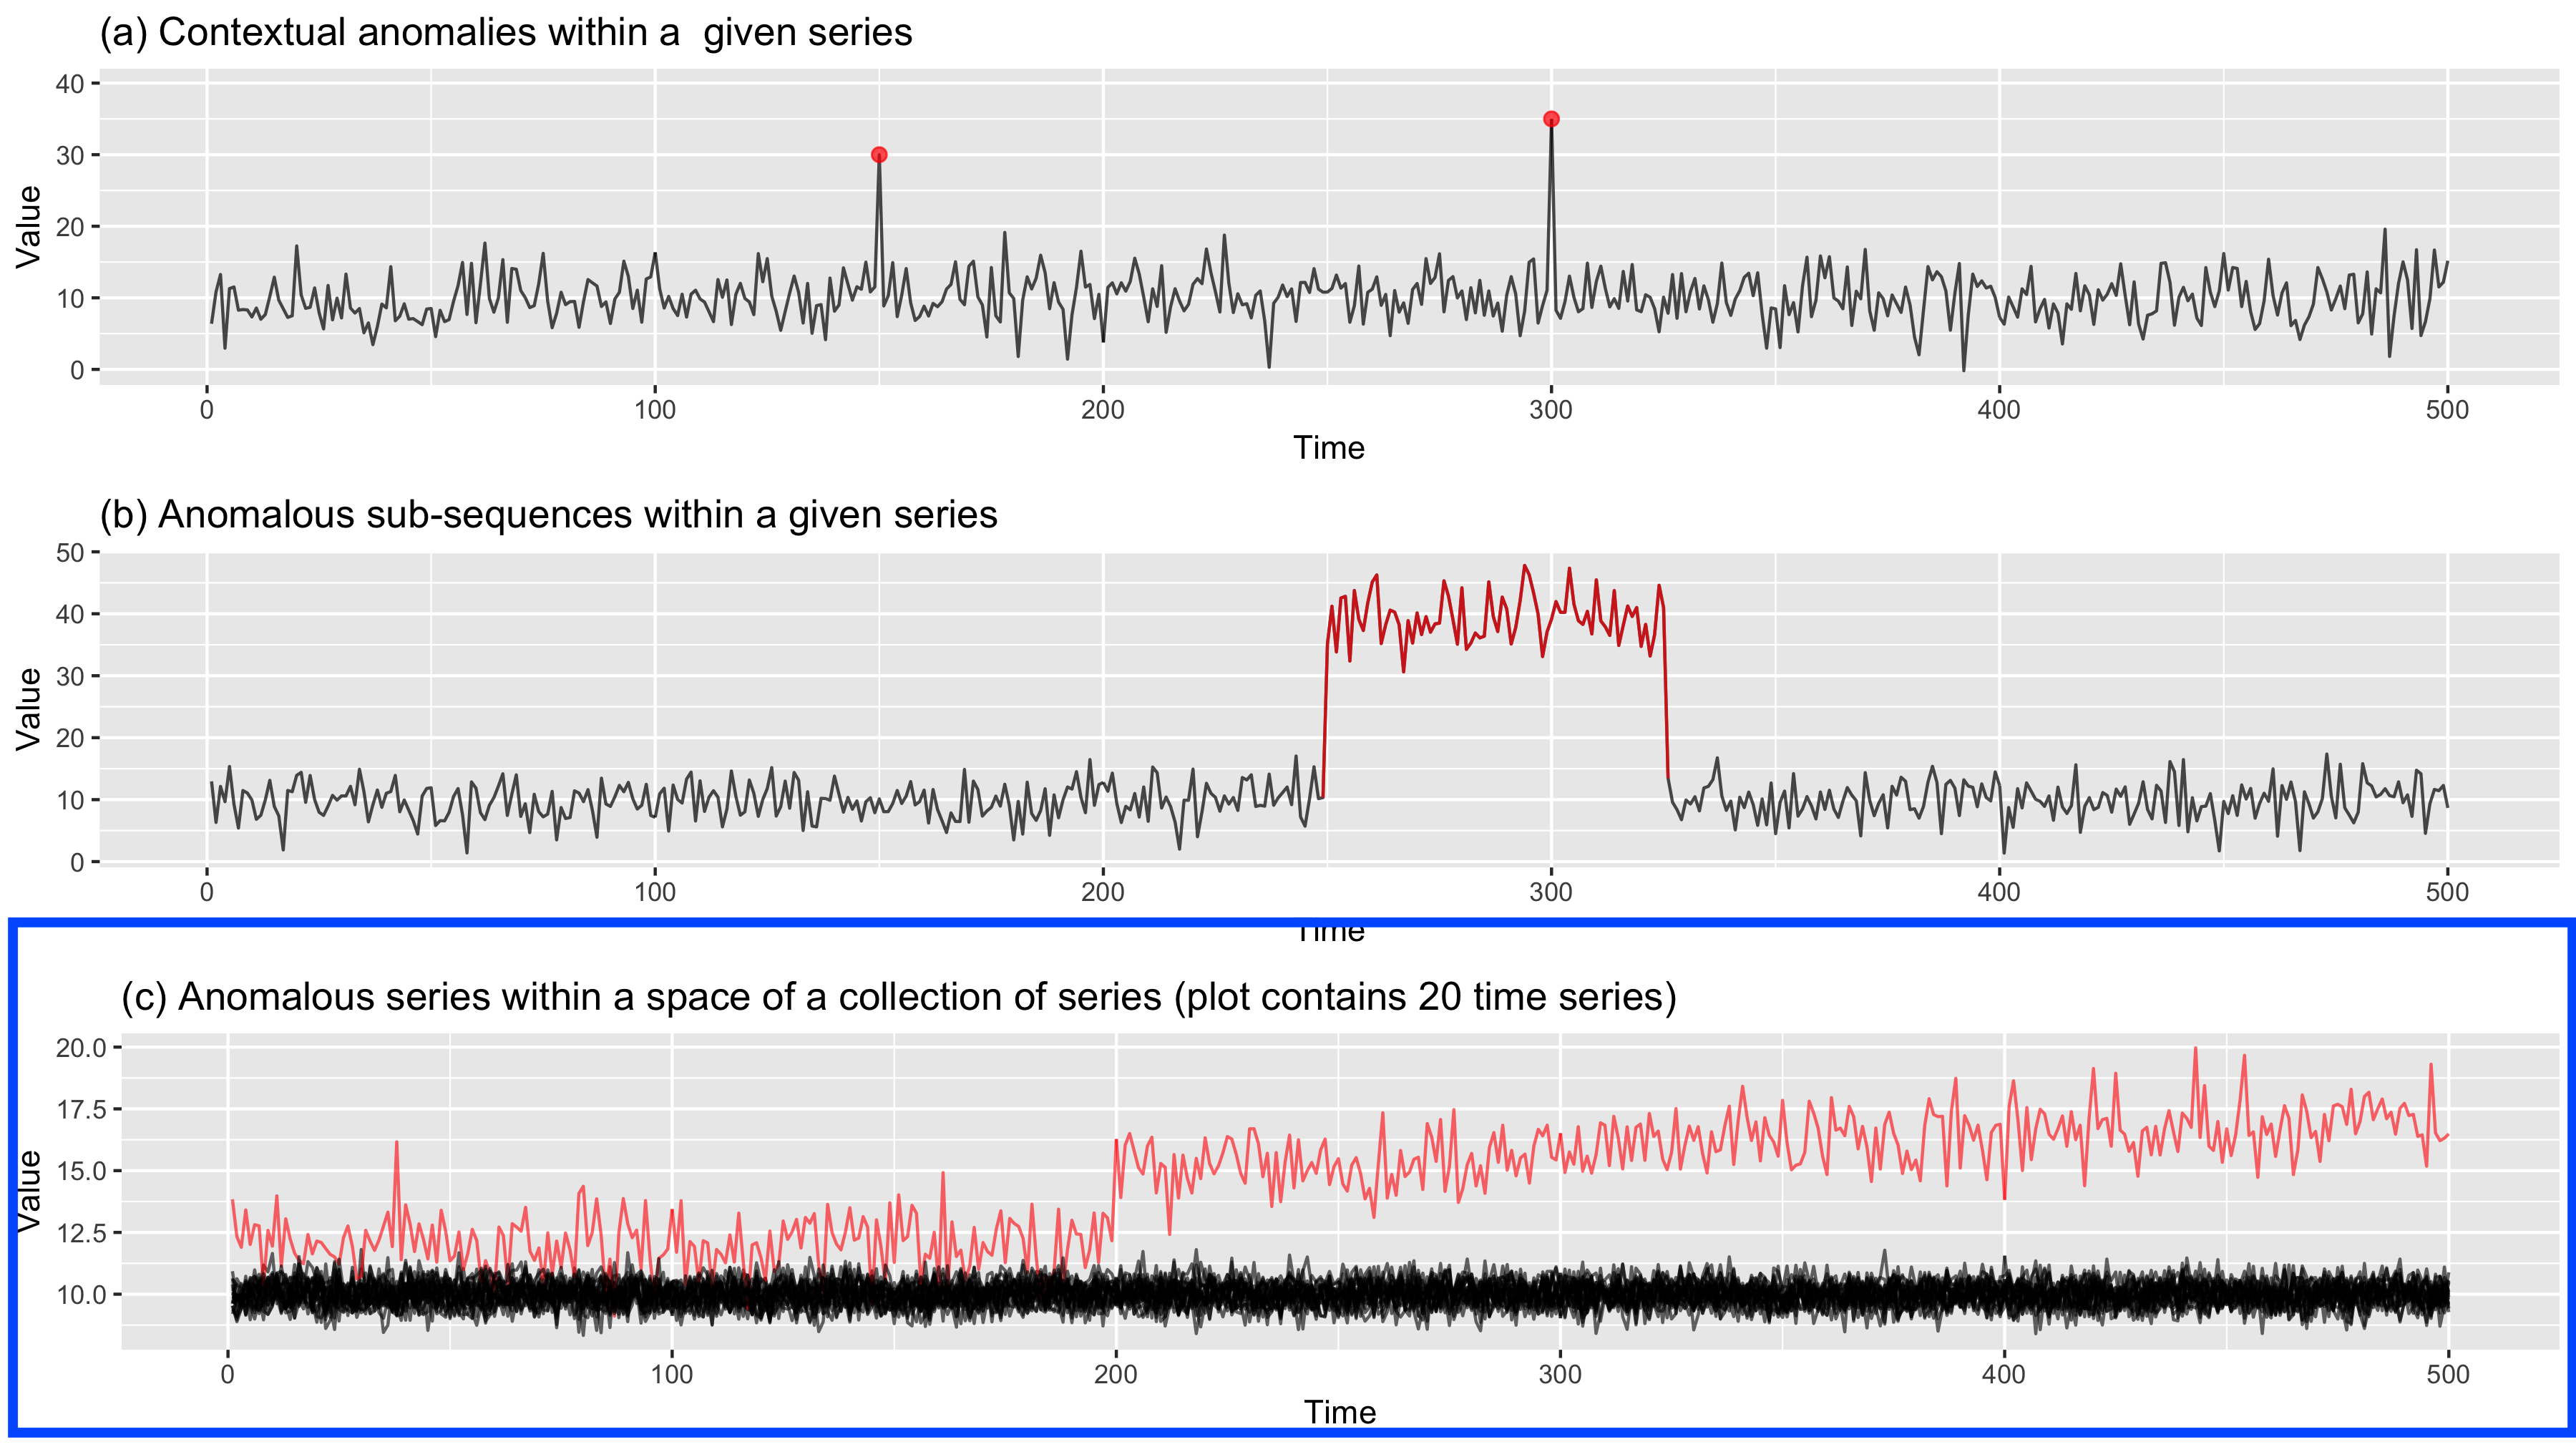 (a) Contextual anomalies within a  given series
40
30
20
10
0
Value
0 100 200 300 400 500
Time
(b) Anomalous sub-sequences within a given series
50
40
30
20
10
0
Value
0 100 200 300 400 500
Time
(c) Anomalous series within a space of a collection of series (plot contains 20 time series)
20.0
17.5
15.0
12.5
10.0
Value
0 100 200 300 400 500
Time